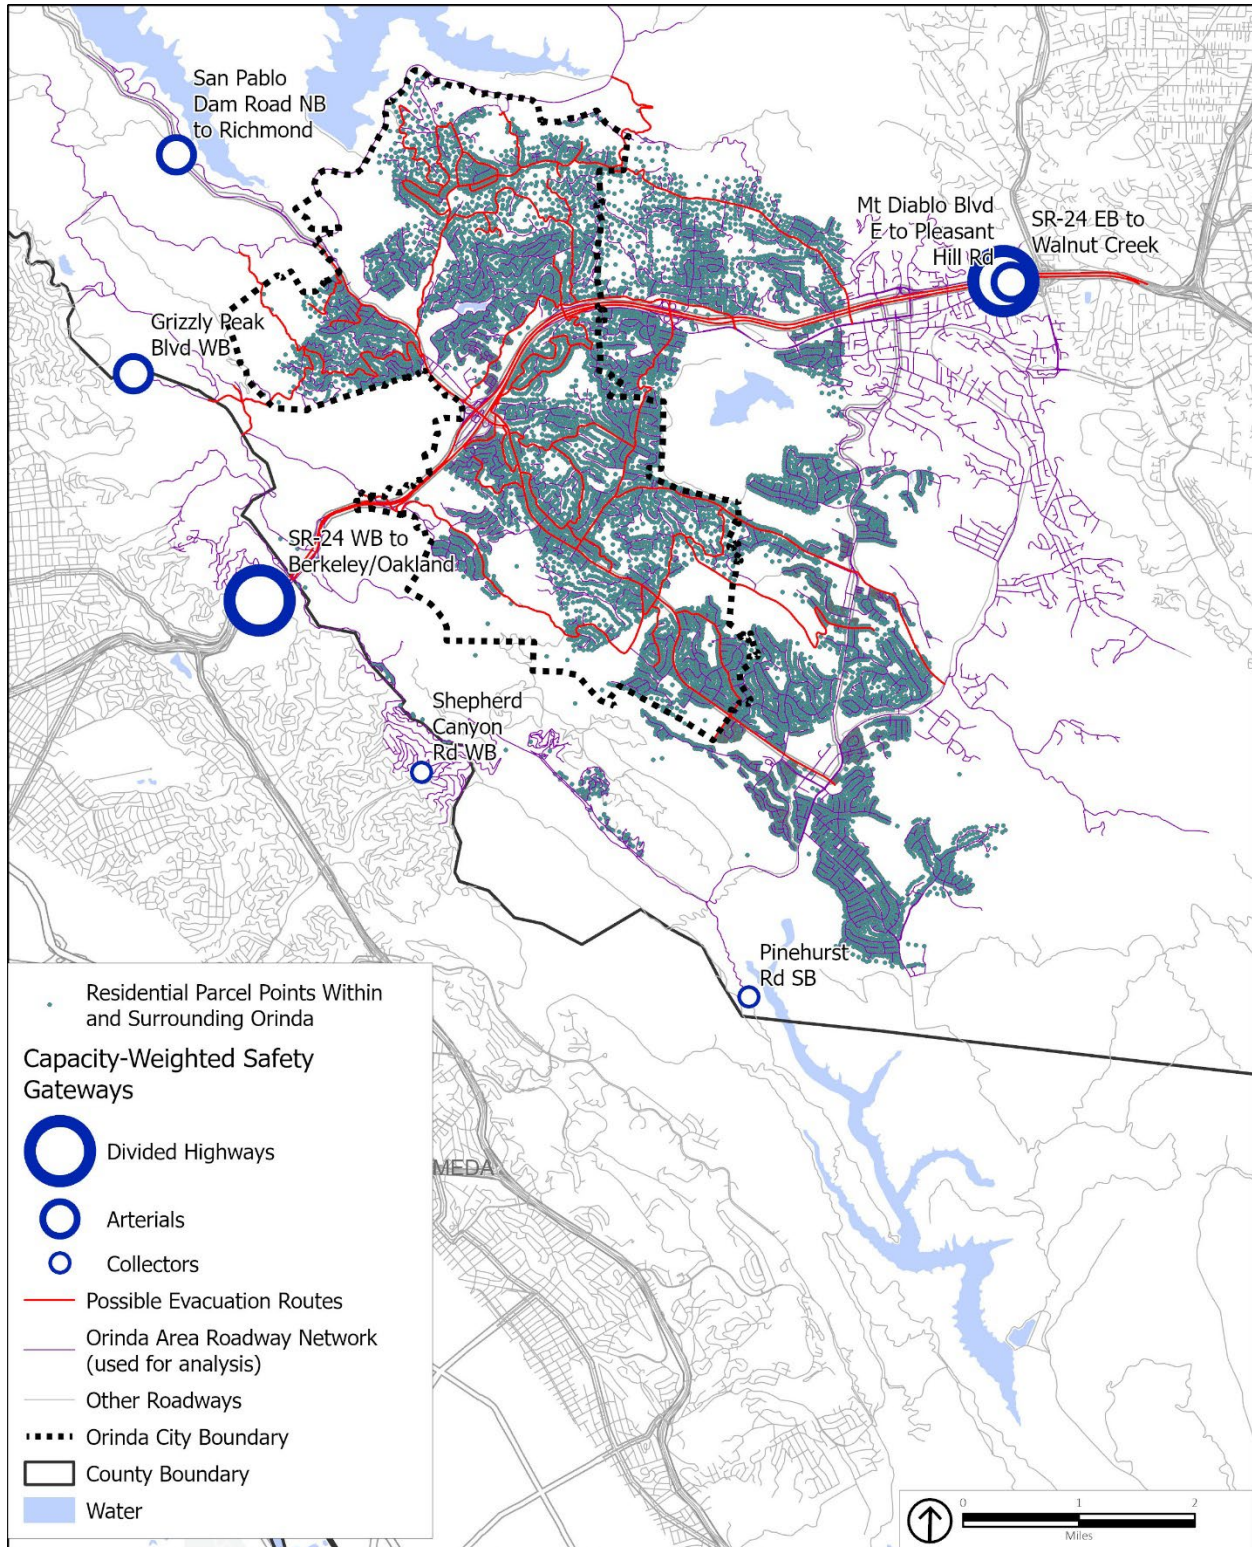 San Pablo
Dam Road NB
to Richmond
Mt Diablo Blvd
E to Pleasant
Hill Rd
SR-24 EB to
Walnut Creek
Grizzly Peak
Blvd WB
SR-24 WB to
Berkeley/Oakland
Shepherd
Canyon
Rd WB
Pinehurst
Rd SB
MEDA
Residential Parcel Points Within
and Surrounding Orinda
Capacity-Weighted Safety
Gateways
Divided Highways
Arterials
Collectors
Possible Evacuation Routes
Orinda Area Roadway Network
(used for analysis)
Other Roadways
Orinda City Boundary
County Boundary
Water
0 1 2
Miles